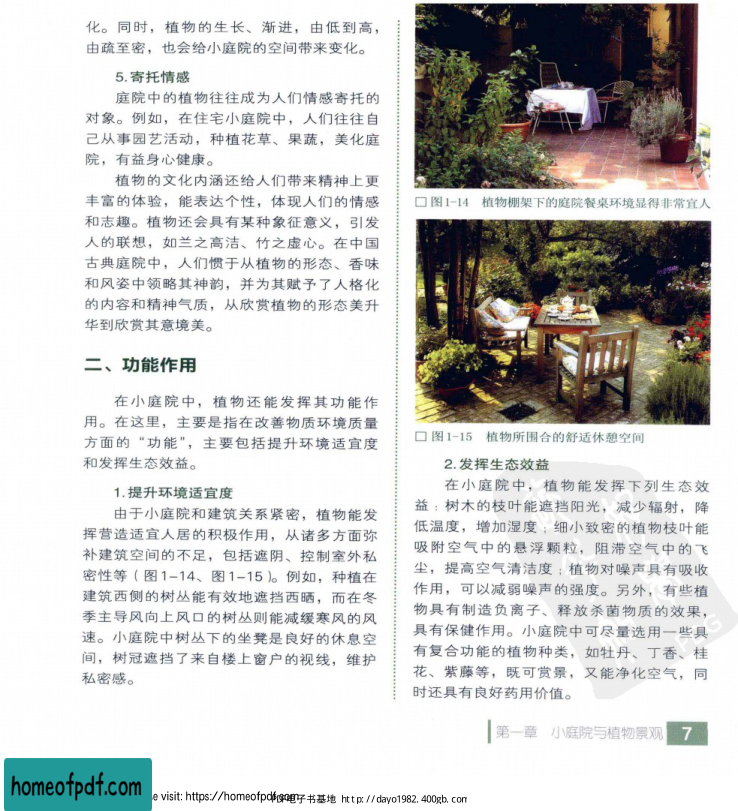 化。同时，植物的生长、渐进，由低到高，
由疏至密，也会给小庭院的空间带来变化。
5.寄托情感
庭院中的植物往往成为人们情感寄托的
对象。例如，在住宅小庭院中，人们往往自
己从事园艺活动，种植花草、果蔬，美化庭
院，有益身心健康。
植物的文化内涵还给人们带来精神上更
丰富的体验，能表达个性，体现人们的情感
和志趣。植物还会具有某种象征意义，引发
人的联想，如兰之高洁、竹之虚心。在中国
古典庭院中，人们惯于从植物的形态、香味
和风姿中领略其神韵，并为其赋予了人格化
的内容和精神气质，从欣赏植物的形态美升
华到欣赏其意境美。
二、功能作用
在小庭院中，植物还能发挥其功能作
用。在这里，主要是指在改善物质环境质量
方面的“功能”，主要包括提升环境适宜度
和发挥生态效益。
1.提升环境适宜度
由于小庭院和建筑关系紧密，植物能发
挥营造适宜人居的积极作用，从诸多方面弥
补建筑空间的不足，包括遮阴、控制室外私
密性等（图1-14、图1-15）。例如，种植在
建筑西侧的树丛能有效地遮挡西晒，而在冬
季主导风向上风口的树丛则能减缓寒风的风
速。小庭院中树丛下的坐凳是良好的休息空
间，树冠遮挡了来自楼上窗户的视线，维护
私密感。
□ 图1-14 植物棚架下的庭院餐桌环境显得非常宜人
□ 图1-15 植物所围合的舒适休憩空间
2.发挥生态效益
在小庭院中，植物能发挥下列生态效
益：树木的枝叶能遮挡阳光，减少辐射，降
低温度，增加湿度；细小致密的植物枝叶能
吸附空气中的悬浮颗粒，阻滞空气中的飞
尘，提高空气清洁度；植物对噪声具有吸收
作用，可以减弱噪声的强度。另外，有些植
物具有制造负离子、释放杀菌物质的效果，
具有保健作用。小庭院中可尽量选用一些具
有复合功能的植物种类，如牡丹、丁香、桂
花、紫藤等，既可赏景，又能净化空气，同
时还具有良好药用价值。
第一章 小庭院与植物景观 7
homeofpdf.com
e visit: https://homeofpdf.com
PDF电子书基地 http://dayo1982.400gb.com